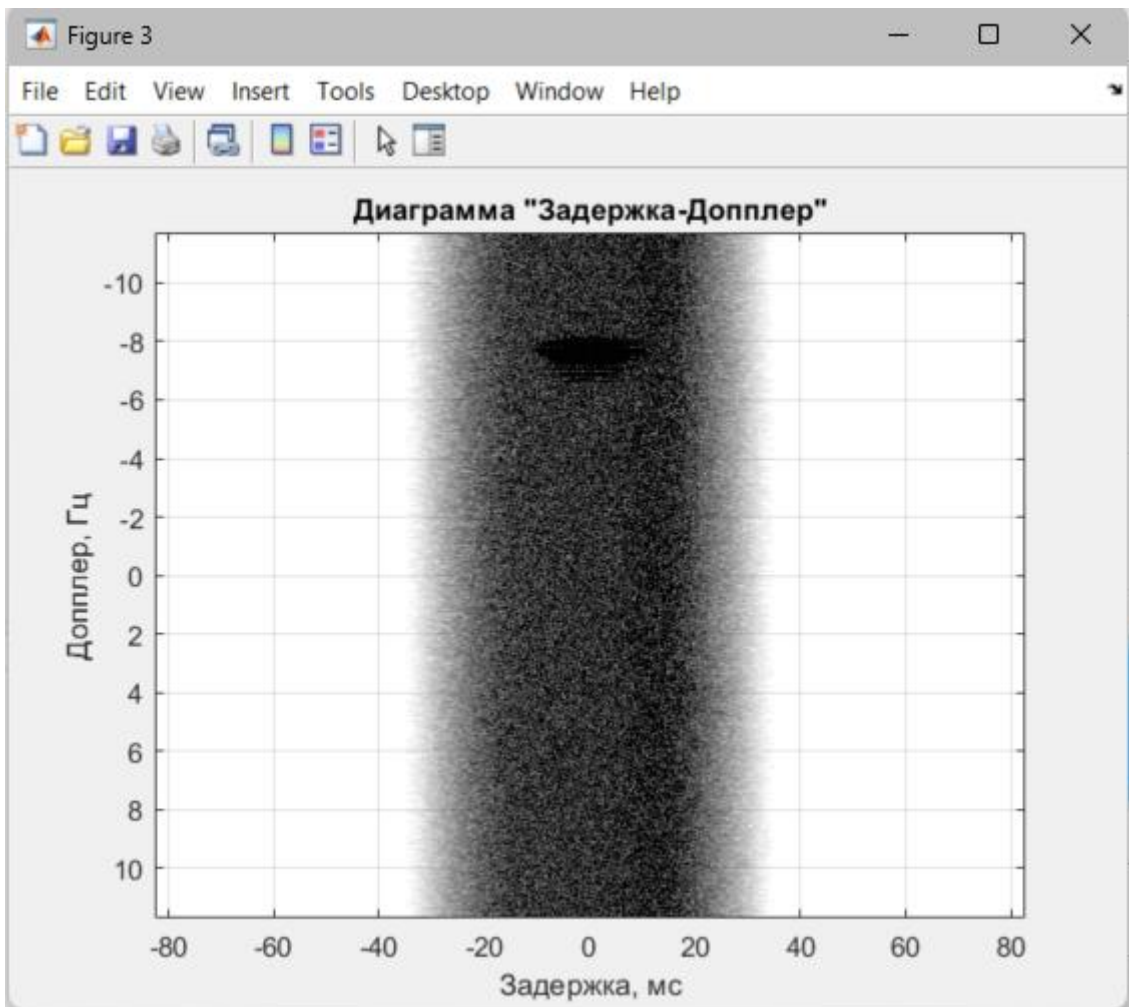 Figure 3
File Edit View Insert Tools Desktop Window Help
Диаграмма "Задержка-Допплер"
Допплер, Гц
-10
-8
-6
-4
-2
0
2
4
6
8
10
-80 -60 -40 -20 0 20 40 60 80
Задержка, мс